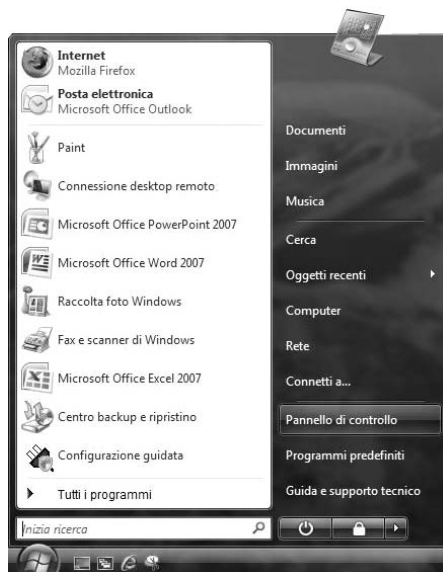 Internet
Mozilla Firefox
Posta elettronica
Microsoft Office Outlook
Paint
Connessione desktop remoto
Microsoft Office PowerPoint 2007
Microsoft Office Word 2007
Raccolta foto Windows
Fax e scanner di Windows
Microsoft Office Excel 2007
Centro backup e ripristino
Configurazione guidata
Tutti i programmi
Inizio ricerca
Documenti
Immagini
Musica
Cerca
Oggetti recenti
Computer
Rete
Connetti a...
Pannello di controllo
Programmi predefiniti
Guida e supporto tecnico